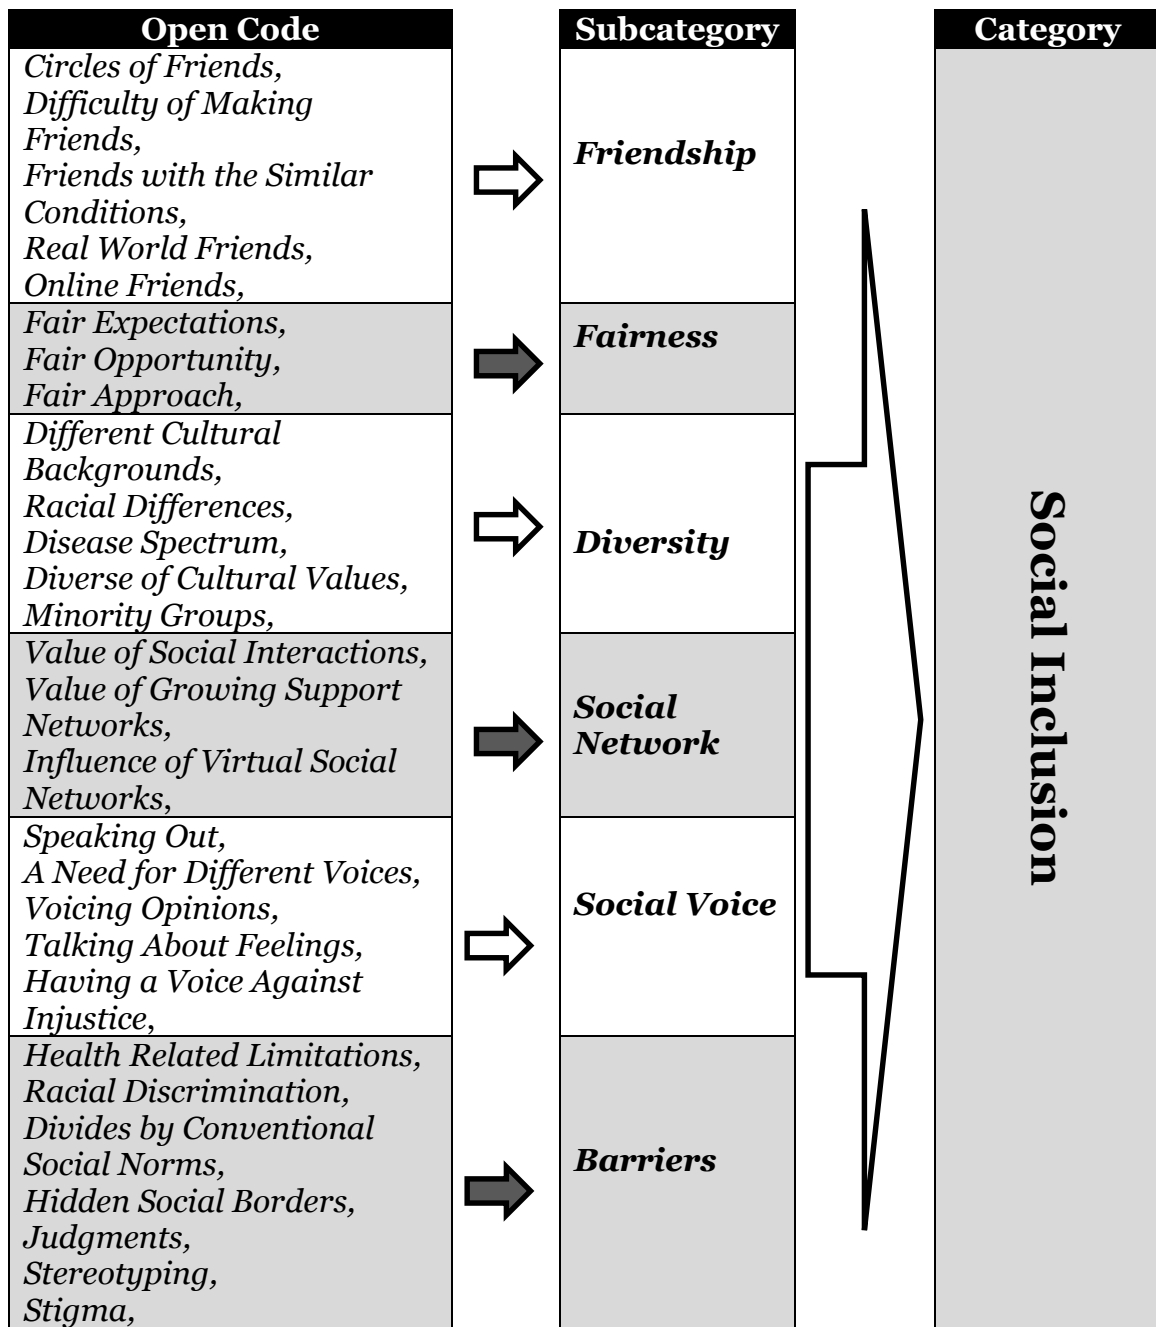 Open Code
Subcategory
Category
Circles of Friends,
Difficulty of Making
Friends,
Friends with the Similar
Conditions,
Real World Friends,
Online Friends,
Friendship
Fair Expectations,
Fair Opportunity,
Fair Approach,
Fairness
Different Cultural
Backgrounds,
Racial Differences,
Disease Spectrum,
Diverse of Cultural Values,
Minority Groups,
Diversity
Value of Social Interactions,
Value of Growing Support
Networks,
Influence of Virtual Social
Networks,
Social
Network
Speaking Out,
A Need for Different Voices,
Voicing Opinions,
Talking About Feelings,
Having a Voice Against
Injustice,
Social Voice
Health Related Limitations,
Racial Discrimination,
Divides by Conventional
Social Norms,
Hidden Social Borders,
Judgments,
Stereotyping,
Stigma,
Barriers
Social Inclusion